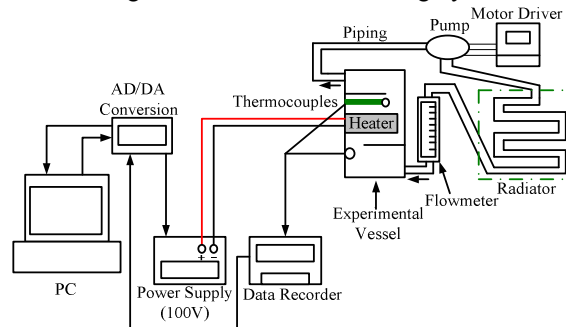 Motor Driver
Pump
Piping
AD/DA
Conversion
Thermocouples
Heater
Radiator
Flowmeter
Experimental
Vessel
+ −
PC
Power Supply
(100V)
Data Recorder